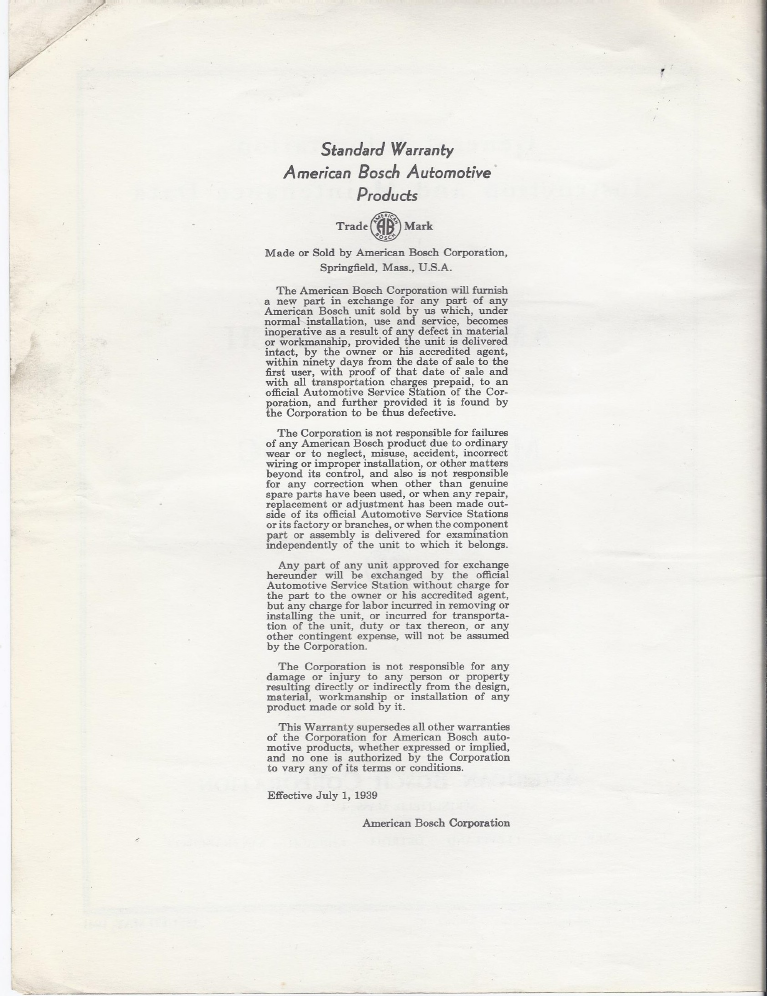 Standard Warranty
American Bosch Automotive
Products
Trade AMERICAN AB BOSCH Mark
Made or Sold by American Bosch Corporation,
Springfield, Mass., U.S.A.
The American Bosch Corporation will furnish
a new part in exchange for any part of any
American Bosch unit sold by us which, under
normal installation, use and service, becomes
inoperative as a result of any defect in material
or workmanship, provided the unit is delivered
intact, by the owner or his accredited agent,
within ninety days from the date of sale to the
first user, with proof of that date of sale and
with all transportation charges prepaid, to an
official Automotive Service Station of the Cor-
poration, and further provided it is found by
the Corporation to be thus defective.
The Corporation is not responsible for failures
of any American Bosch product due to ordinary
wear or to neglect, misuse, accident, incorrect
wiring or improper installation, or other matters
beyond its control, and also is not responsible
for any correction when other than genuine
spare parts have been used, or when any repair,
replacement or adjustment has been made out-
side of its official Automotive Service Stations
or its factory or branches, or when the component
part or assembly is delivered for examination
independently of the unit to which it belongs.
Any part of any unit approved for exchange
hereunder will be exchanged by the official
Automotive Service Station without charge for
the part to the owner or his accredited agent,
but any charge for labor incurred in removing or
installing the unit, or incurred for transporta-
tion of the unit, duty or tax thereon, or any
other contingent expense, will not be assumed
by the Corporation.
The Corporation is not responsible for any
damage or injury to any person or property
resulting directly or indirectly from the design,
material, workmanship or installation of any
product made or sold by it.
This Warranty supersedes all other warranties
of the Corporation for American Bosch auto-
motive products, whether expressed or implied,
and no one is authorized by the Corporation
to vary any of its terms or conditions.
Effective July 1, 1939
American Bosch Corporation